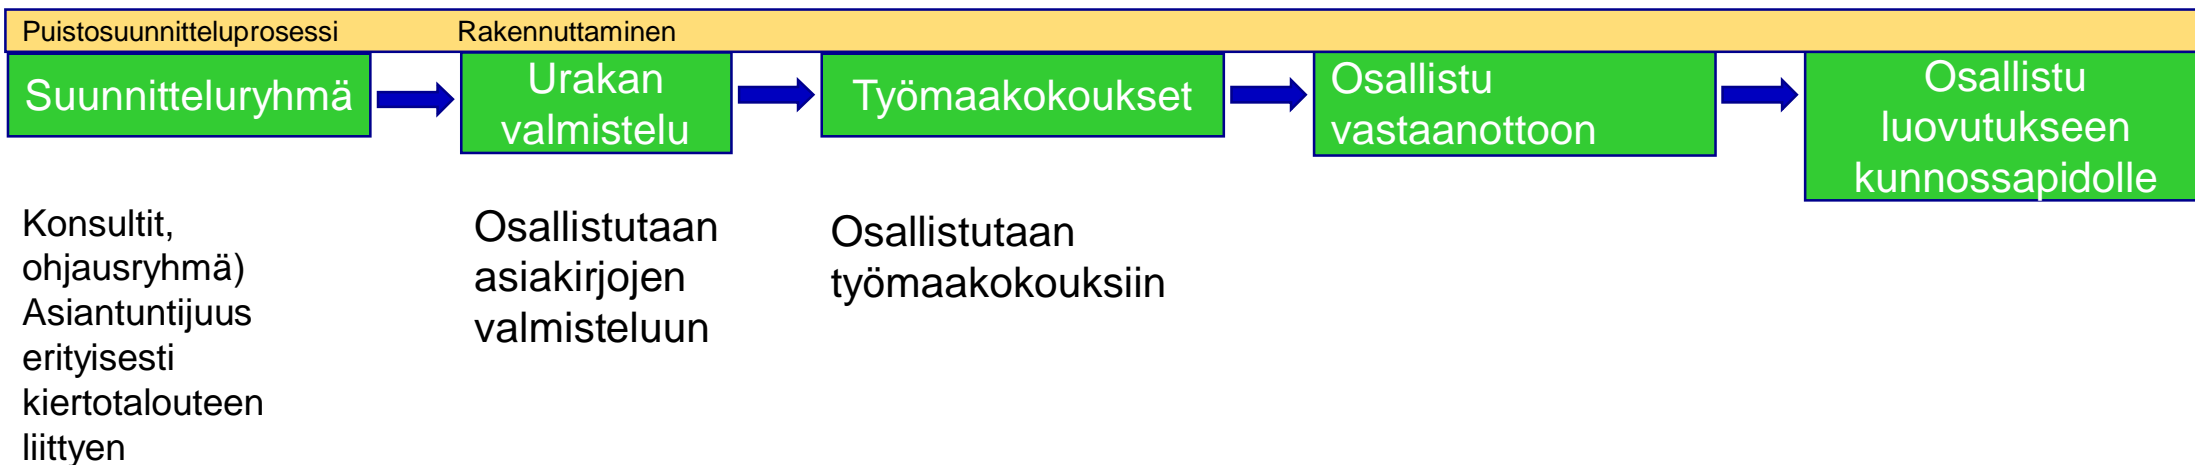 Puistosuunnitteluprosessi
Rakennuttaminen
Suunnitteluryhmä
Urakan
valmistelu
Työmaakokoukset
Osallistu
vastaanottoon
Osallistu
luovutukseen
kunnossapidolle
Konsultit,
ohjausryhmä)
Asiantuntijuus
erityisesti
kiertotalouteen
liittyen
Osallistutaan
asiakirjojen
valmisteluun
Osallistutaan
työmaakokouksiin